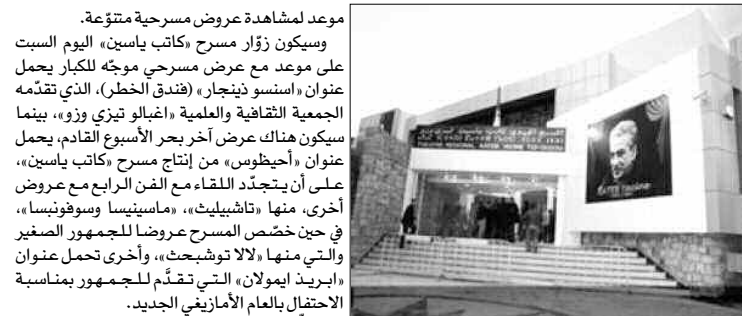 موعد لمشاهدة عروض مسرحية متنوّعة.
وسيكون زوّار مسرح «كاتب ياسين» اليوم السبت
على موعد مع عرض مسرحي موجّه للكبار يحمل
عنوان «اسنسو ذينجار» (فندق الخطر)، الذي تقدّمه
الجمعية الثقافية والعلمية «اغبالو تيزي وزو»، بينما
سيكون هناك عرض آخر بحر الأسبوع القادم، يحمل
عنوان «أحيظوس» من إنتاج مسرح «كاتب ياسين»،
على أن يتجدّد اللقاء مع الفن الرابع مع عروض
أخرى، منها «تاشبيليث»، «ماسينيسا وسوفونبسا»،
في حين خصّص المسرح عروضا للجمهور الصغير
والتي منها «لالا توشبحث»، وأخرى تحمل عنوان
«ابريذ ايمولان» التي تقدَّم للجمهور بمناسبة
الاحتفال بالعام الأمازيغي الجديد.